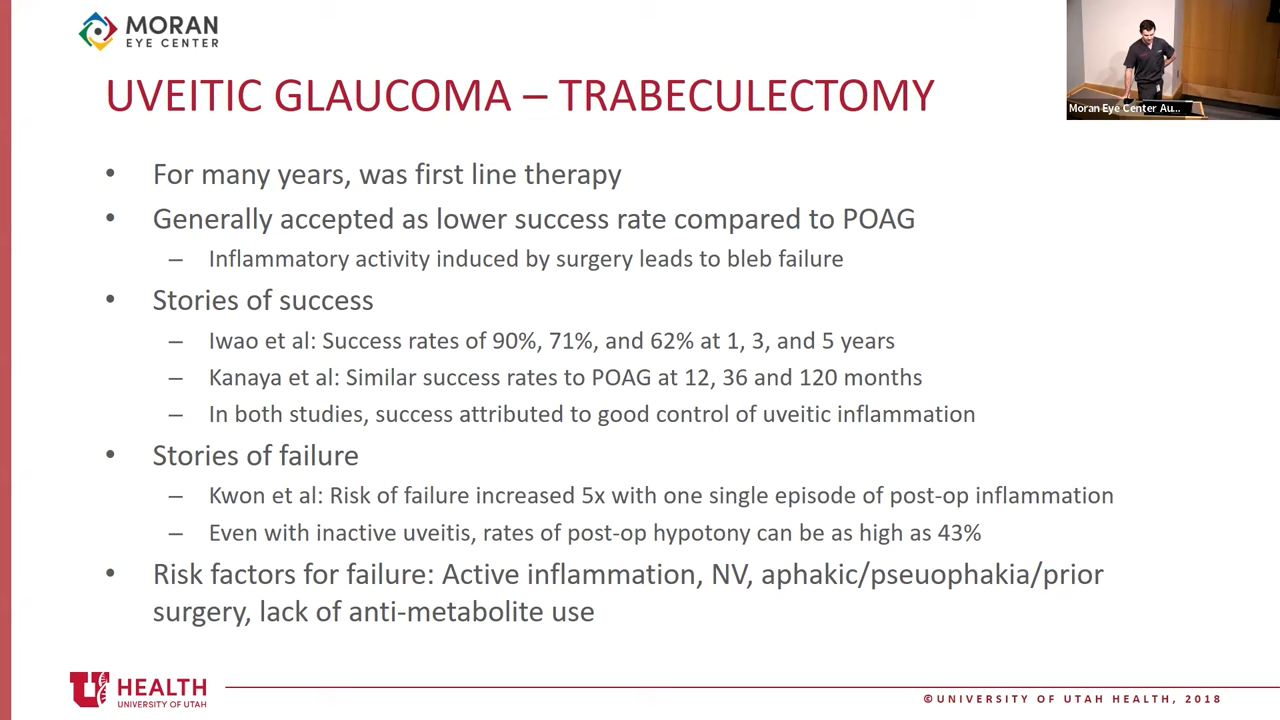 MORAN
EYE CENTER
Moran Eye Center Au...
UVEITIC GLAUCOMA – TRABECULECTOMY
• For many years, was first line therapy
• Generally accepted as lower success rate compared to POAG
– Inflammatory activity induced by surgery leads to bleb failure
• Stories of success
– Iwao et al: Success rates of 90%, 71%, and 62% at 1, 3, and 5 years
– Kanaya et al: Similar success rates to POAG at 12, 36 and 120 months
– In both studies, success attributed to good control of uveitic inflammation
• Stories of failure
– Kwon et al: Risk of failure increased 5x with one single episode of post-op inflammation
– Even with inactive uveitis, rates of post-op hypotony can be as high as 43%
• Risk factors for failure: Active inflammation, NV, aphakic/pseuophakia/prior
surgery, lack of anti-metabolite use
U HEALTH
UNIVERSITY OF UTAH
©UNIVERSITY OF UTAH HEALTH, 2018